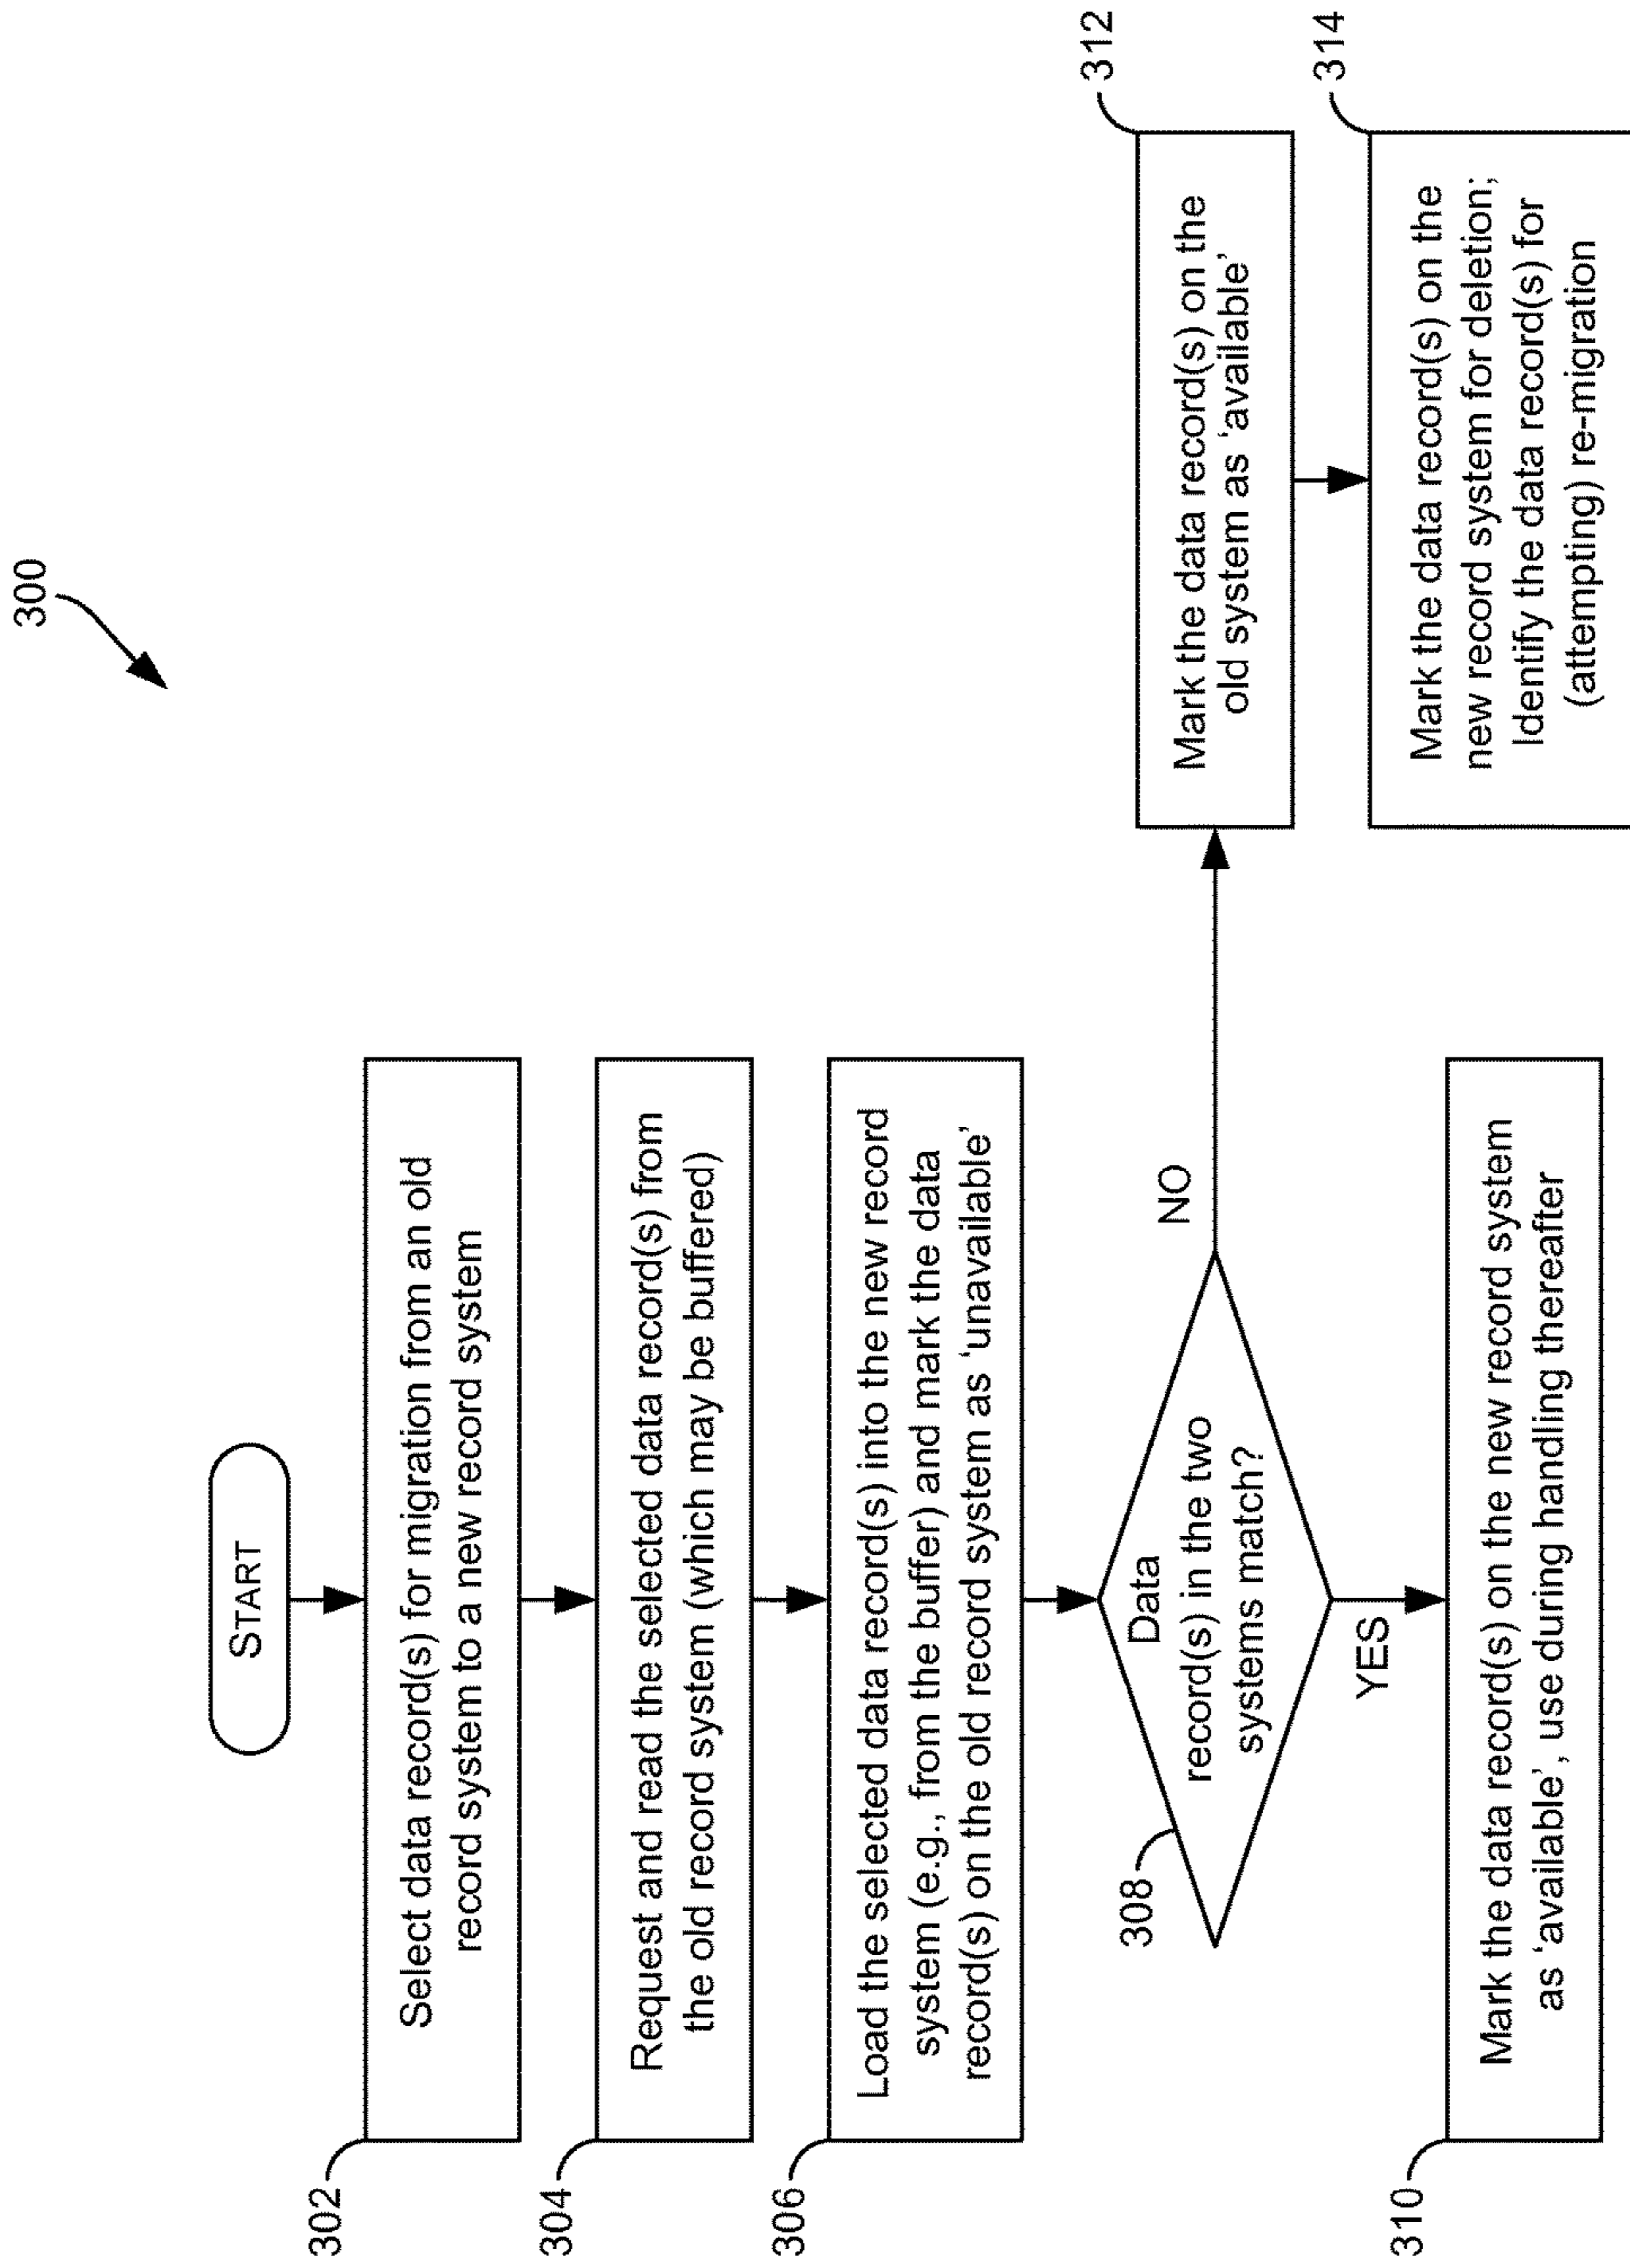 300
START
302
Select data record(s) for migration from an old
record system to a new record system
304
Request and read the selected data record(s) from
the old record system (which may be buffered)
306
Load the selected data record(s) into the new record
system (e.g., from the buffer) and mark the data
record(s) on the old record system as ‘unavailable’
308
Data
record(s) in the two
systems match?
NO
YES
312
Mark the data record(s) on the
old system as ‘available’
314
Mark the data record(s) on the
new record system for deletion;
Identify the data record(s) for
(attempting) re-migration
310
Mark the data record(s) on the new record system
as ‘available’, use during handling thereafter